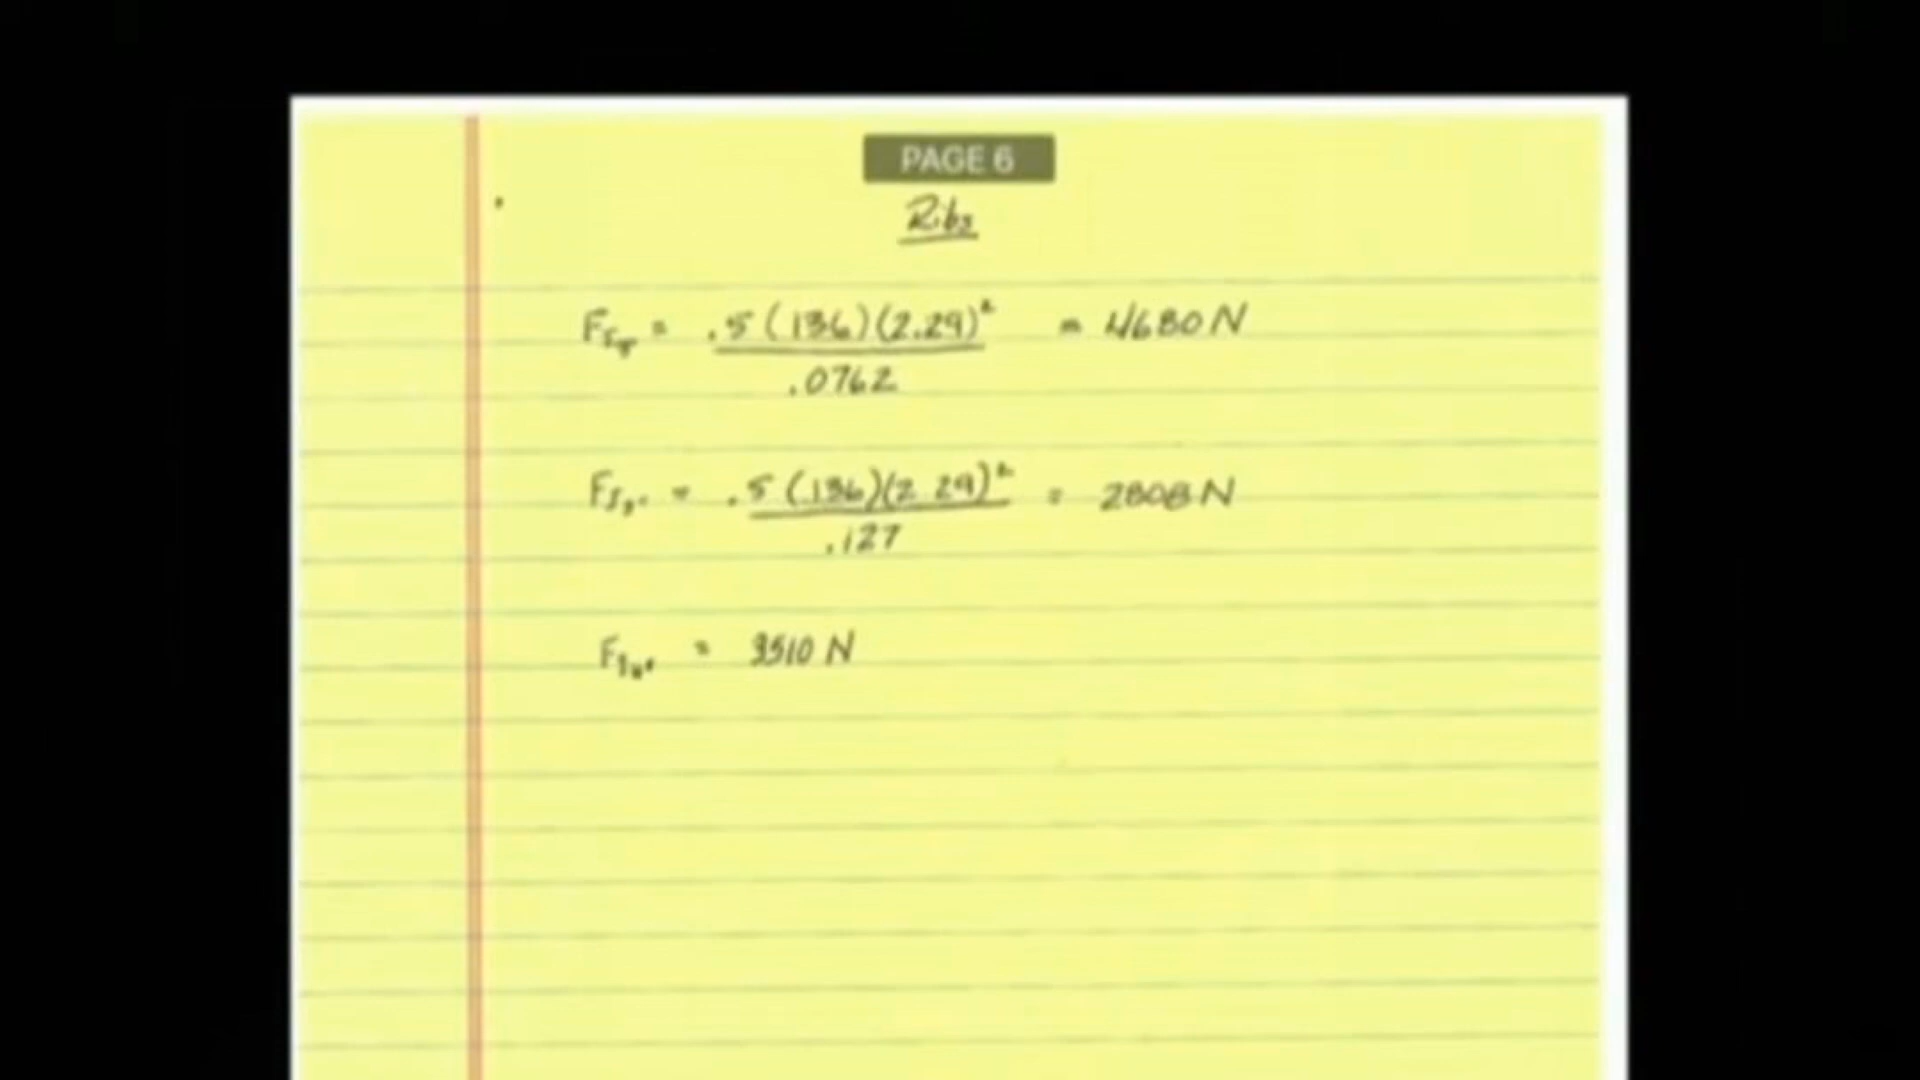 PAGE 6
Ribs
= .5 (136)(2.29)² = 4680 N
.0762
= .5 (136)(2.29)² = 2808 N
.127
= 3510 N